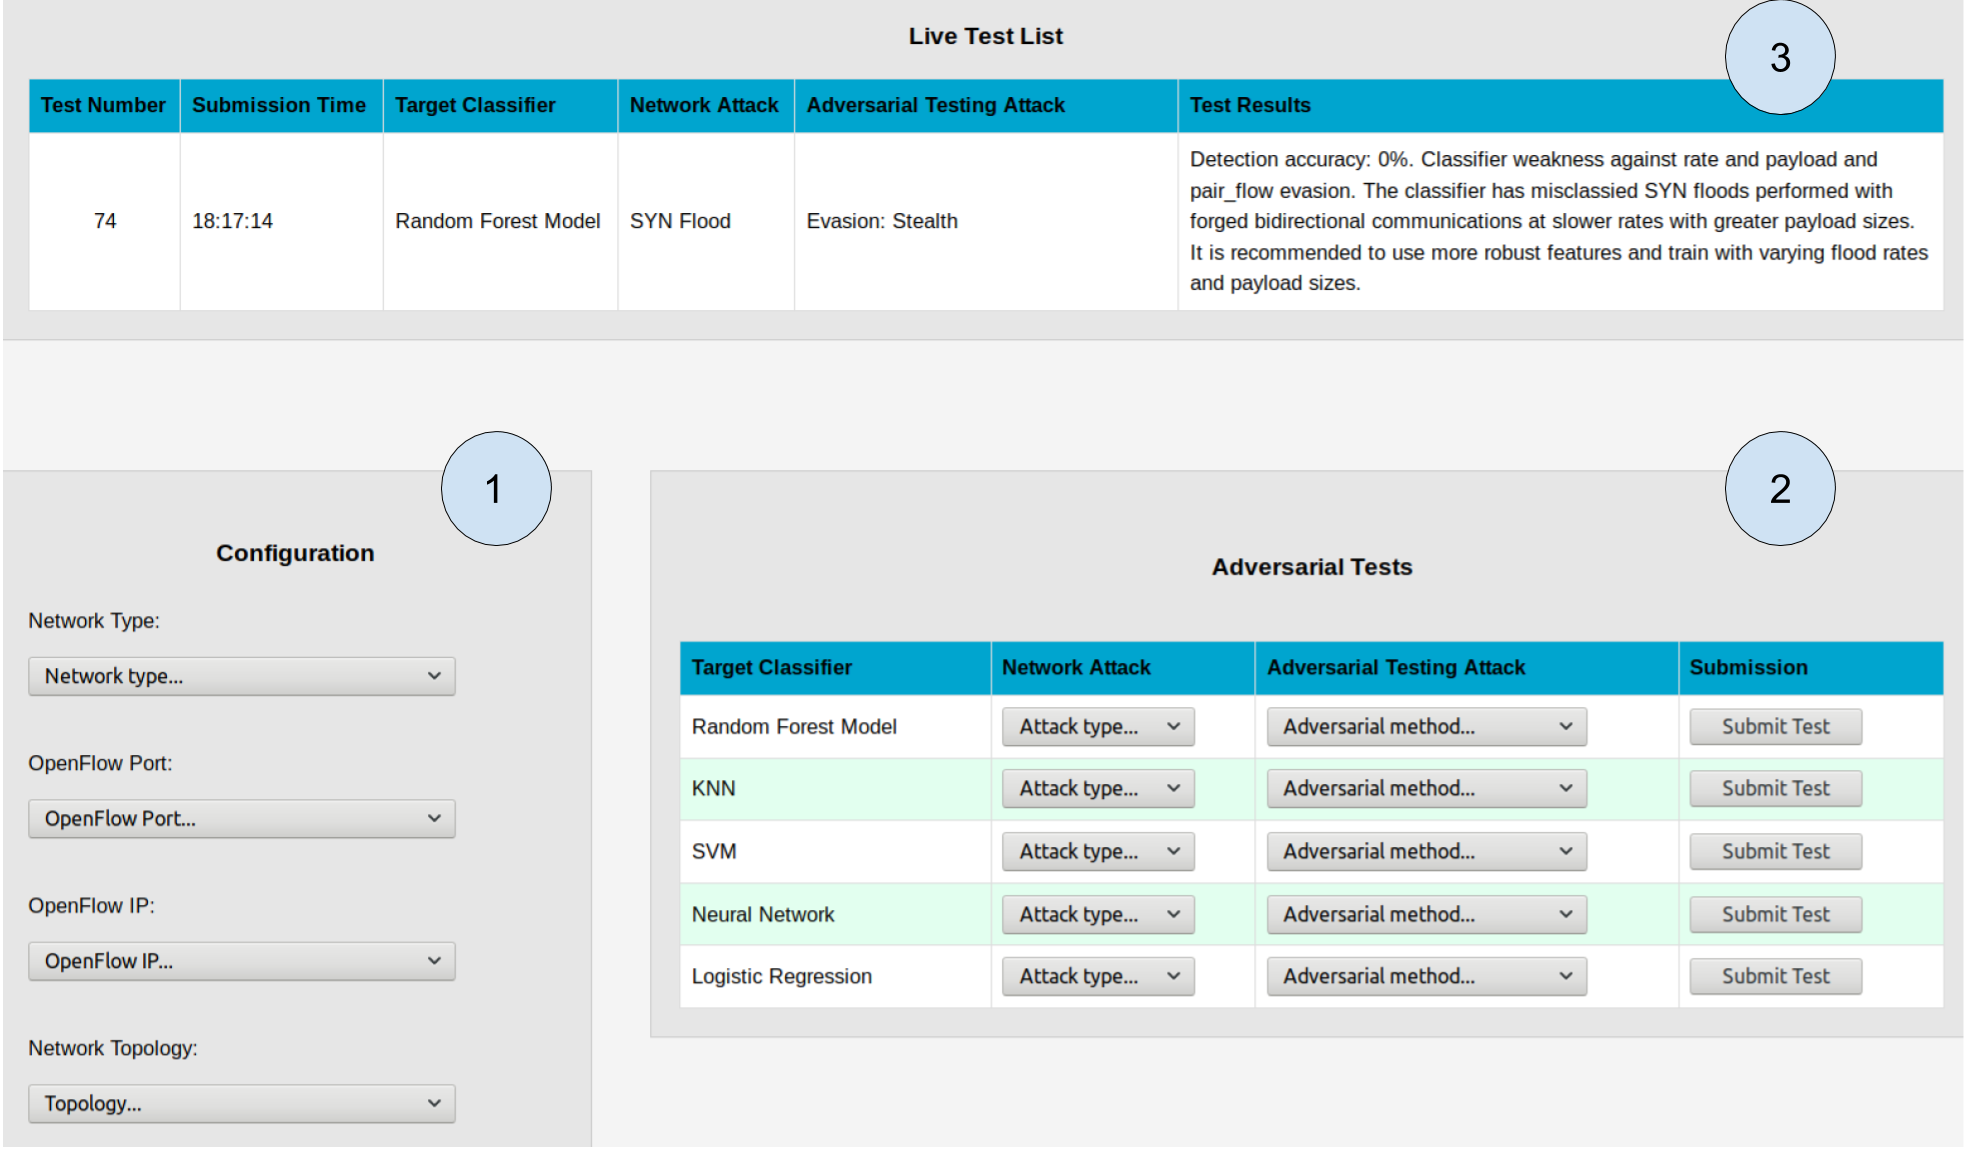 Live Test List
3
Test Number Submission Time Target Classifier Network Attack Adversarial Testing Attack Test Results
74 18:17:14 Random Forest Model SYN Flood Evasion: Stealth
Detection accuracy: 0%. Classifier weakness against rate and payload and
pair_flow evasion. The classifier has misclassied SYN floods performed with
forged bidirectional communications at slower rates with greater payload sizes.
It is recommended to use more robust features and train with varying flood rates
and payload sizes.
1
Configuration
Network Type:
Network type...
OpenFlow Port:
OpenFlow Port...
OpenFlow IP:
OpenFlow IP...
Network Topology:
Topology...
2
Adversarial Tests
Target Classifier Network Attack Adversarial Testing Attack Submission
Random Forest Model Attack type... Adversarial method... Submit Test
KNN Attack type... Adversarial method... Submit Test
SVM Attack type... Adversarial method... Submit Test
Neural Network Attack type... Adversarial method... Submit Test
Logistic Regression Attack type... Adversarial method... Submit Test